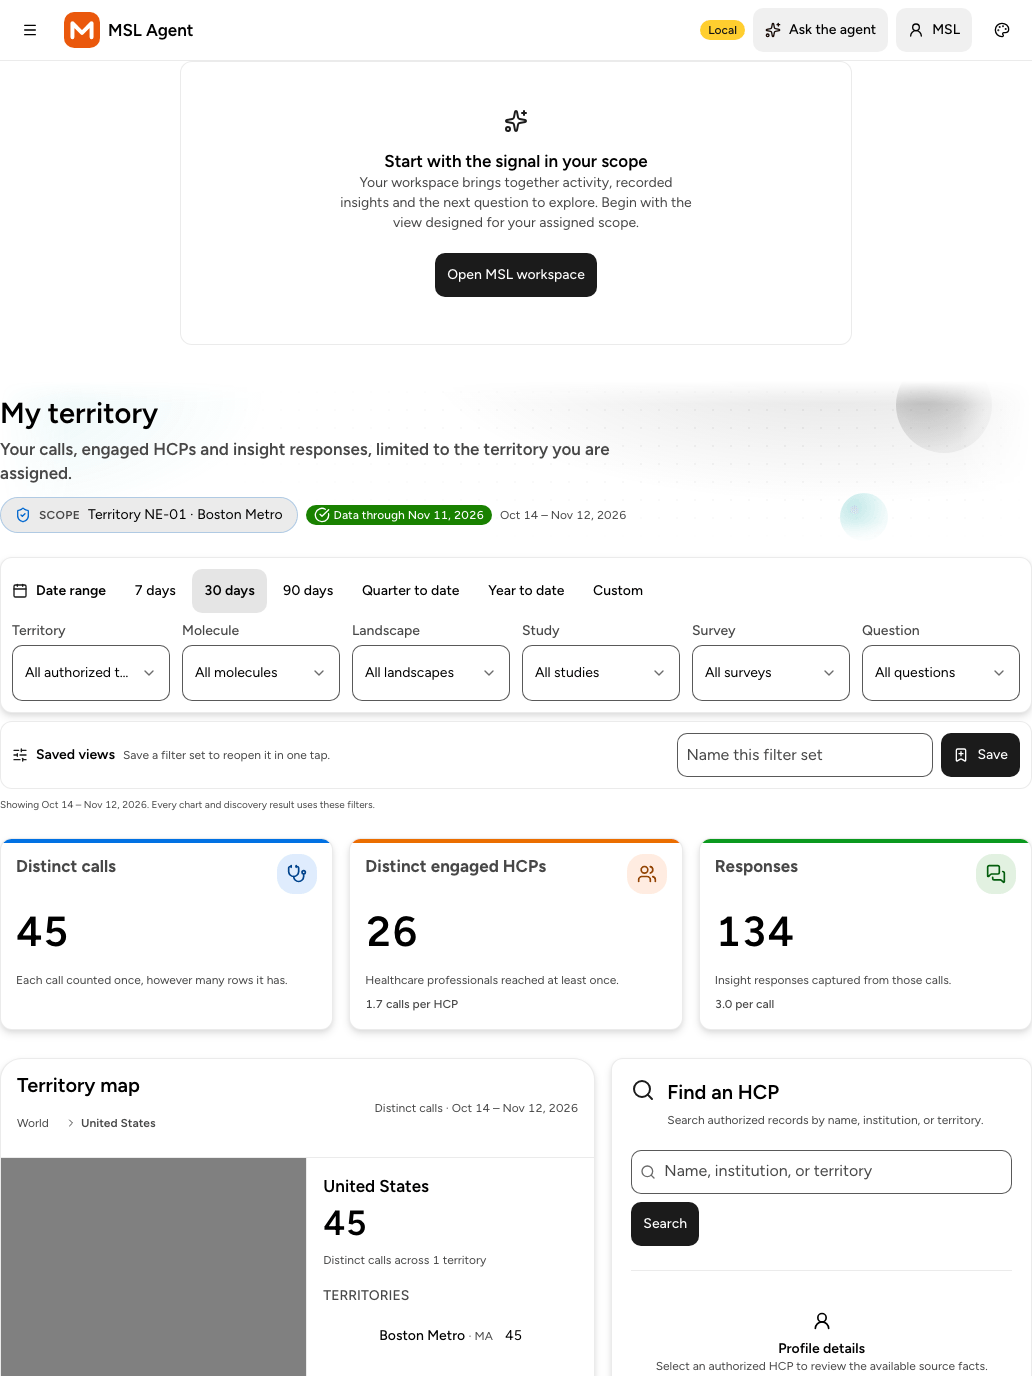 MSL Agent
Local
Ask the agent
MSL
Start with the signal in your scope
Your workspace brings together activity, recorded
insights and the next question to explore. Begin with the
view designed for your assigned scope.
Open MSL workspace
My territory
Your calls, engaged HCPs and insight responses, limited to the territory you are
assigned.
SCOPE Territory NE-01 · Boston Metro
Data through Nov 11, 2026
Oct 14 – Nov 12, 2026
Date range
7 days
30 days
90 days
Quarter to date
Year to date
Custom
Territory
Molecule
Landscape
Study
Survey
Question
All authorized t...
All molecules
All landscapes
All studies
All surveys
All questions
Saved views
Save a filter set to reopen it in one tap.
Name this filter set
Save
Showing Oct 14 – Nov 12, 2026. Every chart and discovery result uses these filters.
Distinct calls
45
Each call counted once, however many rows it has.
Distinct engaged HCPs
26
Healthcare professionals reached at least once.
1.7 calls per HCP
Responses
134
Insight responses captured from those calls.
3.0 per call
Territory map
World
United States
Distinct calls · Oct 14 – Nov 12, 2026
United States
45
Distinct calls across 1 territory
TERRITORIES
Boston Metro · MA 45
Find an HCP
Search authorized records by name, institution, or territory.
Name, institution, or territory
Search
Profile details
Select an authorized HCP to review the available source facts.